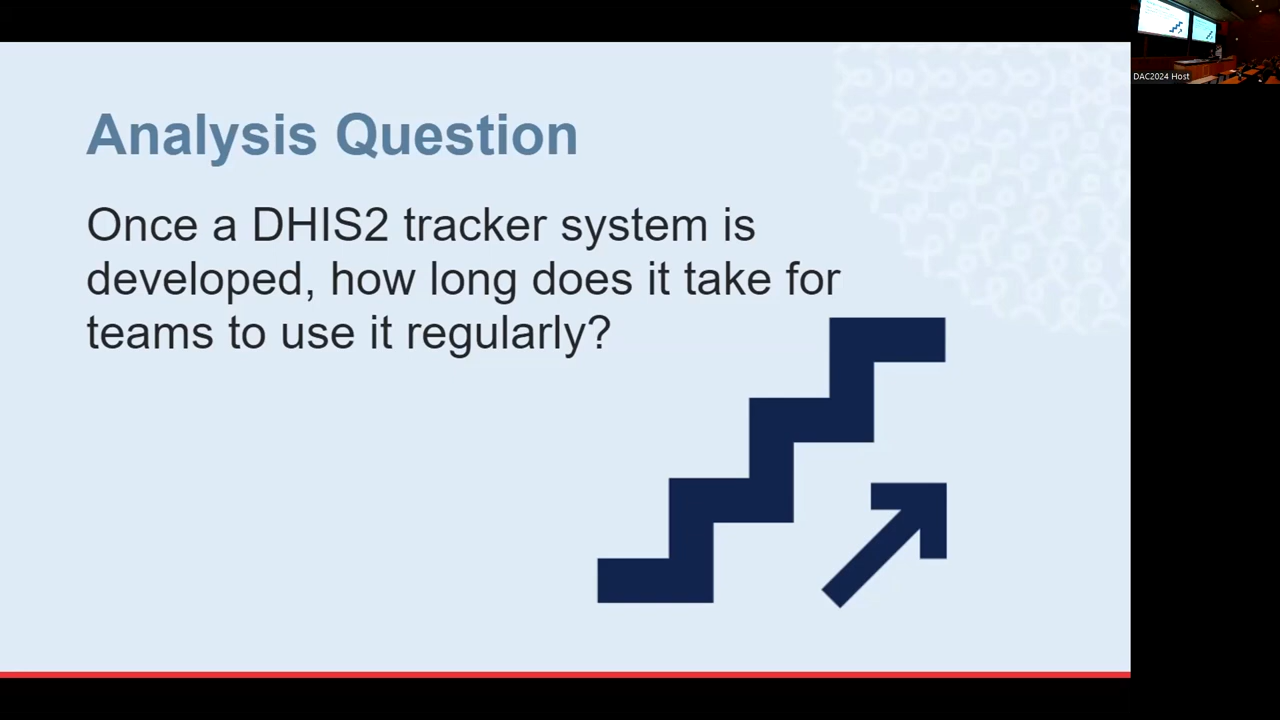 Analysis Question
Once a DHIS2 tracker system is
developed, how long does it take for
teams to use it regularly?
DAC2024 Host